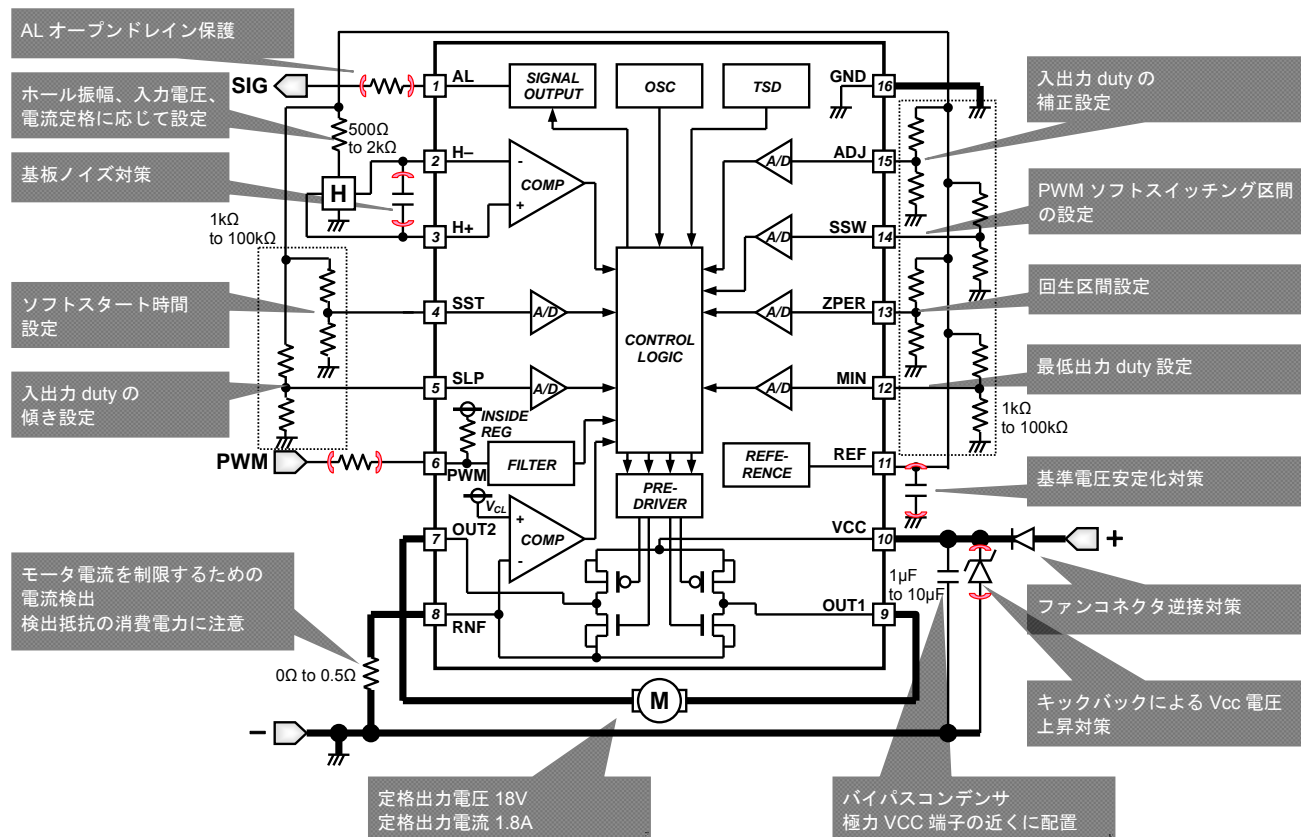 AL オープンドレイン保護
SIG
ホール振幅、入力電圧、
電流定格に応じて設定
500Ω
to 2kΩ
基板ノイズ対策
H
1kΩ
to 100kΩ
ソフトスタート時間
設定
入出力 duty の
傾き設定
PWM
モータ電流を制限するための
電流検出
検出抵抗の消費電力に注意
0Ω to 0.5Ω
–
1
AL
2
H–
3
H+
4
SST
5
SLP
6
PWM
7
OUT2
8
RNF
SIGNAL
OUTPUT
OSC
TSD
-
COMP
+
A/D
A/D
INSIDE
REG
FILTER
VCL
+
COMP
-
CONTROL
LOGIC
PRE-
DRIVER
A/D
A/D
A/D
A/D
REFE-
RENCE
GND
16
ADJ
15
SSW
14
ZPER
13
MIN
12
REF
11
VCC
10
OUT1
9
M
入出力 duty の
補正設定
PWM ソフトスイッチング区間
の設定
回生区間設定
最低出力 duty 設定
1kΩ
to 100kΩ
基準電圧安定化対策
+
1µF
to 10µF
ファンコネクタ逆接対策
キックバックによる Vcc 電圧
上昇対策
定格出力電圧 18V
定格出力電流 1.8A
バイパスコンデンサ
極力 VCC 端子の近くに配置